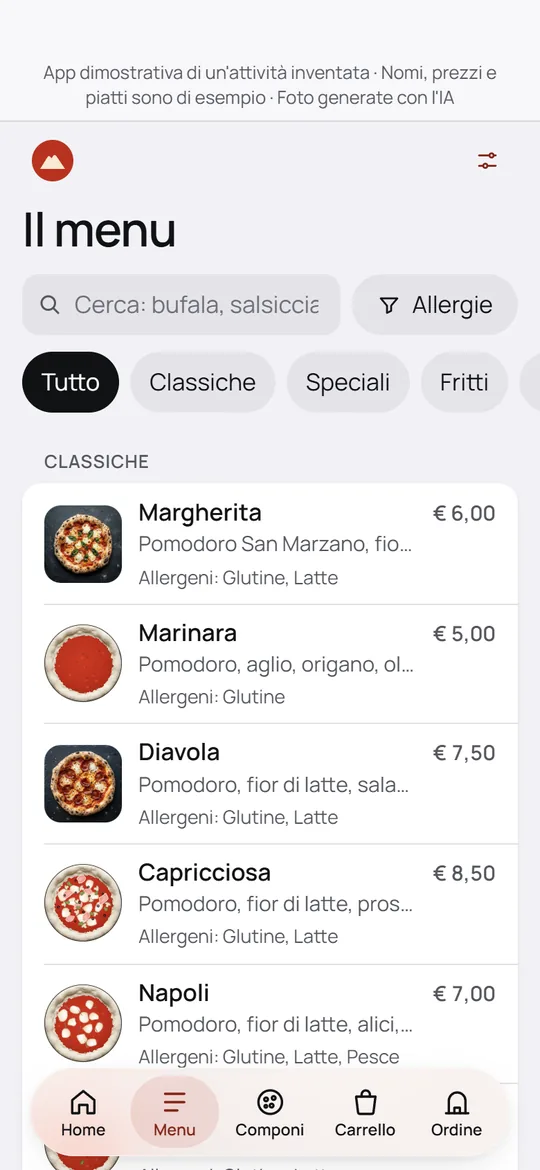 App dimostrativa di un'attività inventata · Nomi, prezzi e
piatti sono di esempio · Foto generate con l'IA
Il menu
Cerca: bufala, salsiccia
Allergie
Tutto
Classiche
Speciali
Fritti
CLASSICHE
Margherita
€ 6,00
Pomodoro San Marzano, fio…
Allergeni: Glutine, Latte
Marinara
€ 5,00
Pomodoro, aglio, origano, ol…
Allergeni: Glutine
Diavola
€ 7,50
Pomodoro, fior di latte, sala…
Allergeni: Glutine, Latte
Capricciosa
€ 8,50
Pomodoro, fior di latte, pros…
Allergeni: Glutine, Latte
Napoli
€ 7,00
Pomodoro, fior di latte, alici,…
Allergeni: Glutine, Latte, Pesce
Home
Menu
Componi
Carrello
Ordine